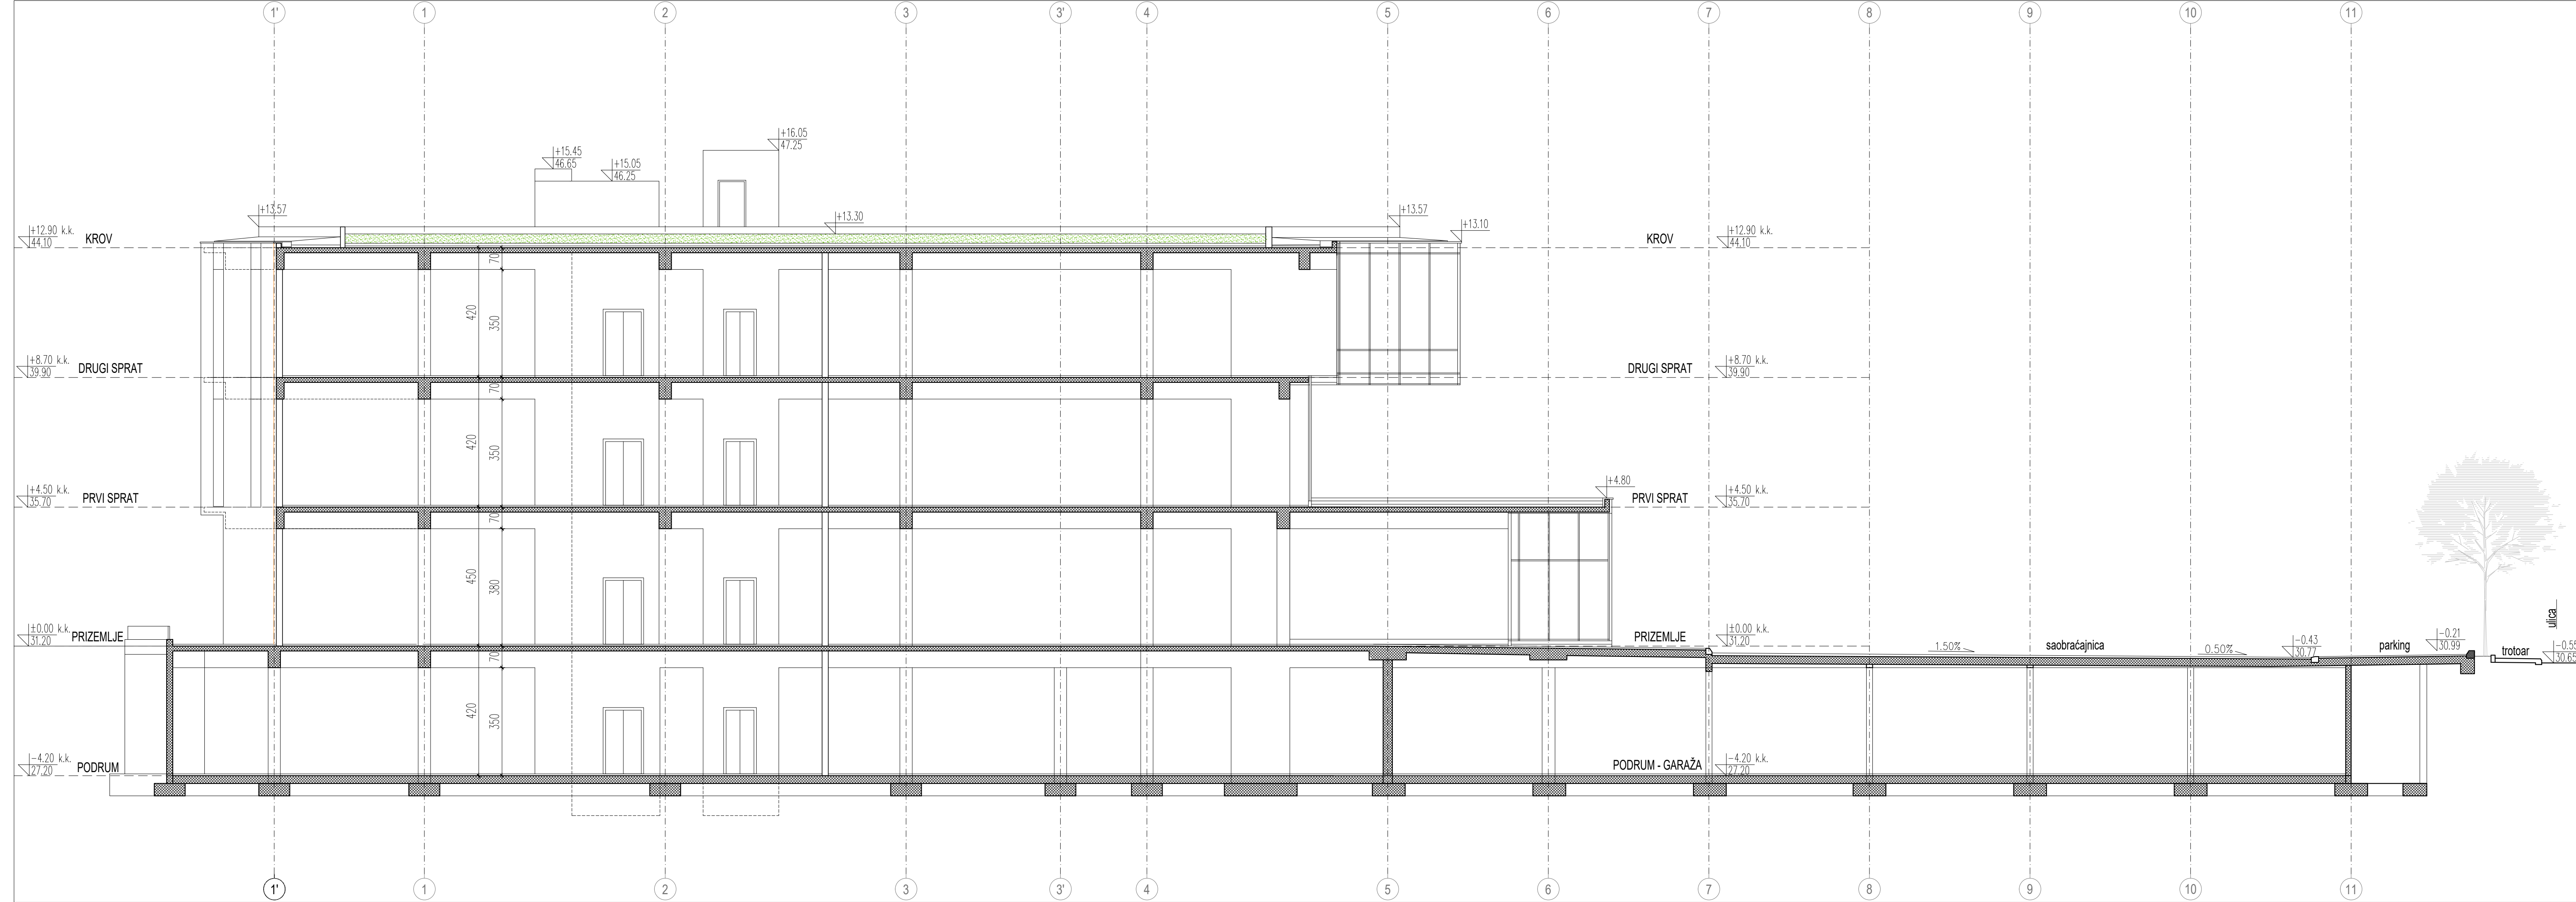 1' 1 2 3 3' 4 5 6 7 8 9 10 11
+16.05
47.25
+15.45
46.65
+15.05
46.25
+13.57
+13.30
+13.57
+13.10
+12.90 k.k.
44.10
KROV
KROV
+12.90 k.k.
44.10
70
420
350
+8.70 k.k.
39.90
DRUGI SPRAT
DRUGI SPRAT
+8.70 k.k.
39.90
70
420
350
+4.80
+4.50 k.k.
35.70
PRVI SPRAT
PRVI SPRAT
+4.50 k.k.
35.70
70
450
380
ulica
±0.00 k.k.
31.20
PRIZEMLJE
PRIZEMLJE
±0.00 k.k.
31.20
1.50%
saobraćajnica
0.50%
-0.43
30.77
parking
-0.21
30.99
trotoar
-0.55
30.65
70
420
350
-4.20 k.k.
27.20
PODRUM
PODRUM - GARAŽA
-4.20 k.k.
27.20
1' 1 2 3 3' 4 5 6 7 8 9 10 11